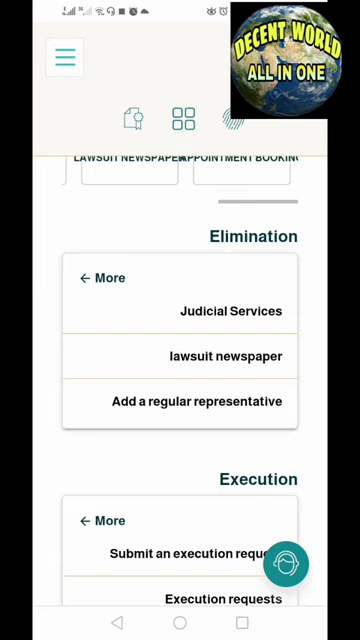 DECENT WORLD
ALL IN ONE
LAWSUIT NEWSPAPER
APPOINTMENT BOOKING
Elimination
← More
Judicial Services
lawsuit newspaper
Add a regular representative
Execution
← More
Submit an execution reque
Execution requests